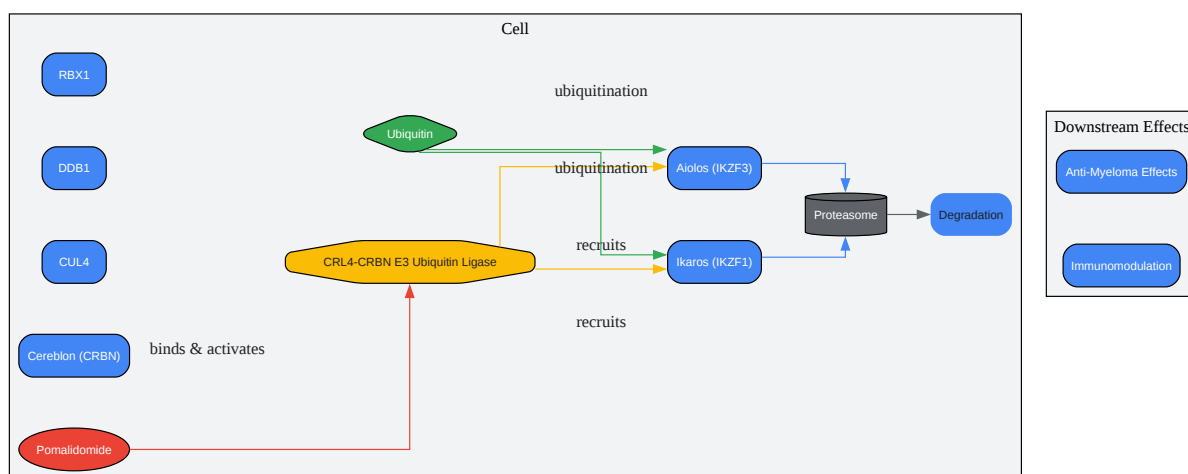 Cell
RBX1
ubiquitination
Ubiquitin
Downstream Effects
DDB1
ubiquitination
Aiolos (IKZF3)
Anti-Myeloma Effects
Proteasome
Degradation
CUL4
CRL4-CRBN E3 Ubiquitin Ligase
recruits
Ikaros (IKZF1)
Immunomodulation
recruits
Cereblon (CRBN)
binds & activates
Pomalidomide